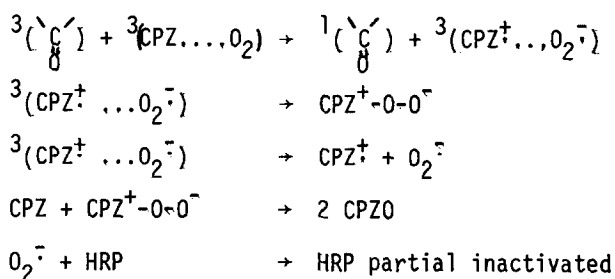 ³(`C´) + ³(CPZ....O₂) → ¹(`C´) + ³(CPZ⁺̣..,O₂⁻̣)
O O
³(CPZ⁺̣ ...O₂⁻̣) → CPZ⁺-O-O⁻
³(CPZ⁺̣ ...O₂⁻̣) → CPZ⁺̣ + O₂⁻̣
CPZ + CPZ⁺-O-O⁻ → 2 CPZO
O₂⁻̣ + HRP → HRP partial inactivated